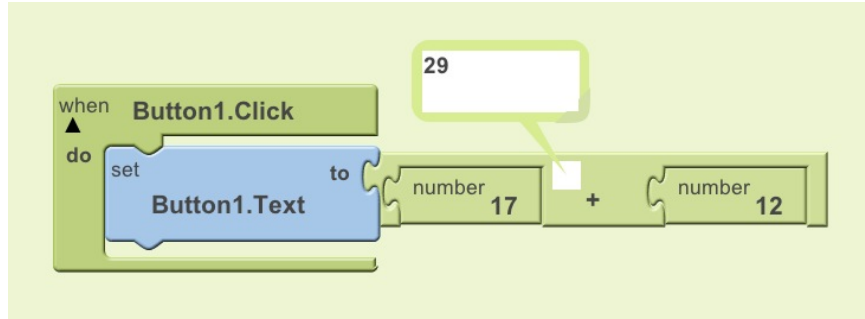 29
when Button1.Click
do
set
to
Button1.Text
number
17
+
number
12